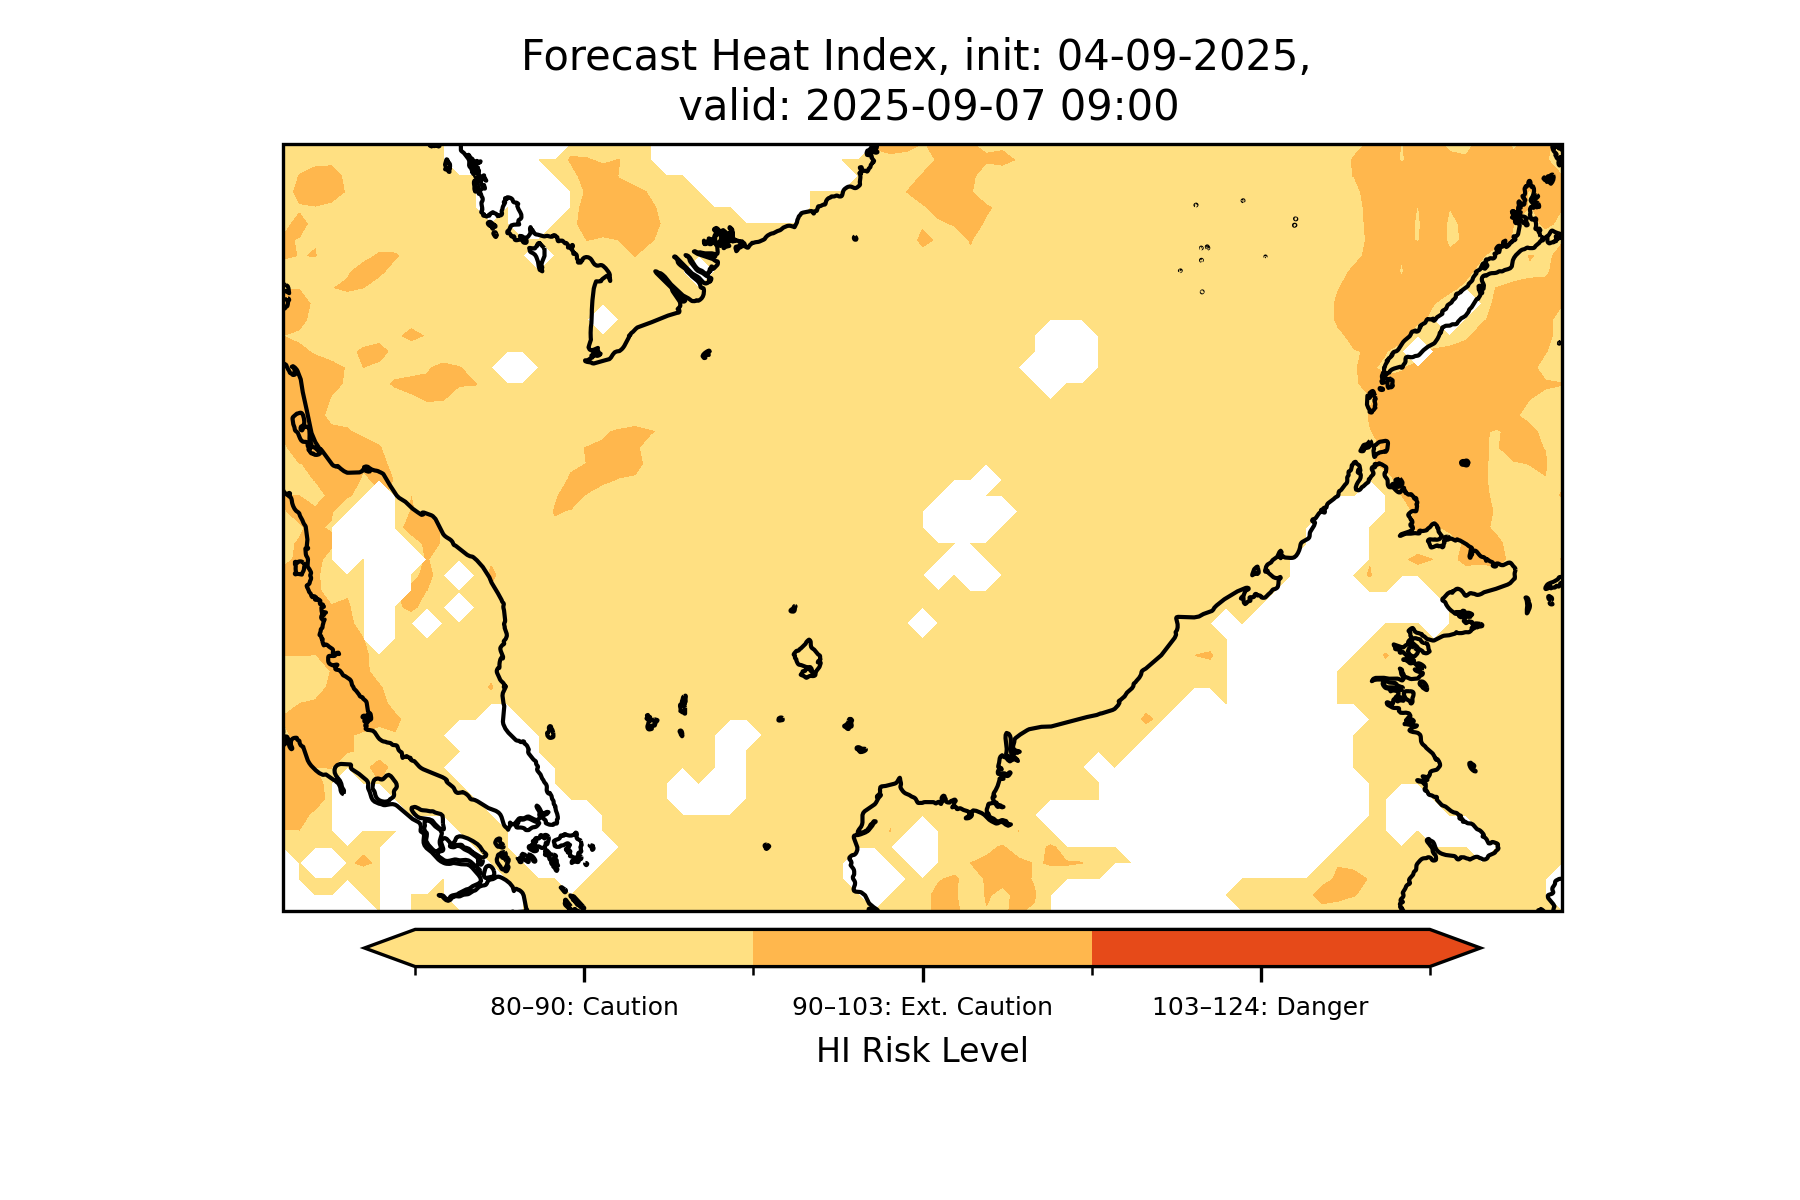 Forecast Heat Index, init: 04-09-2025,
valid: 2025-09-07 09:00
80–90: Caution
90–103: Ext. Caution
103–124: Danger
HI Risk Level